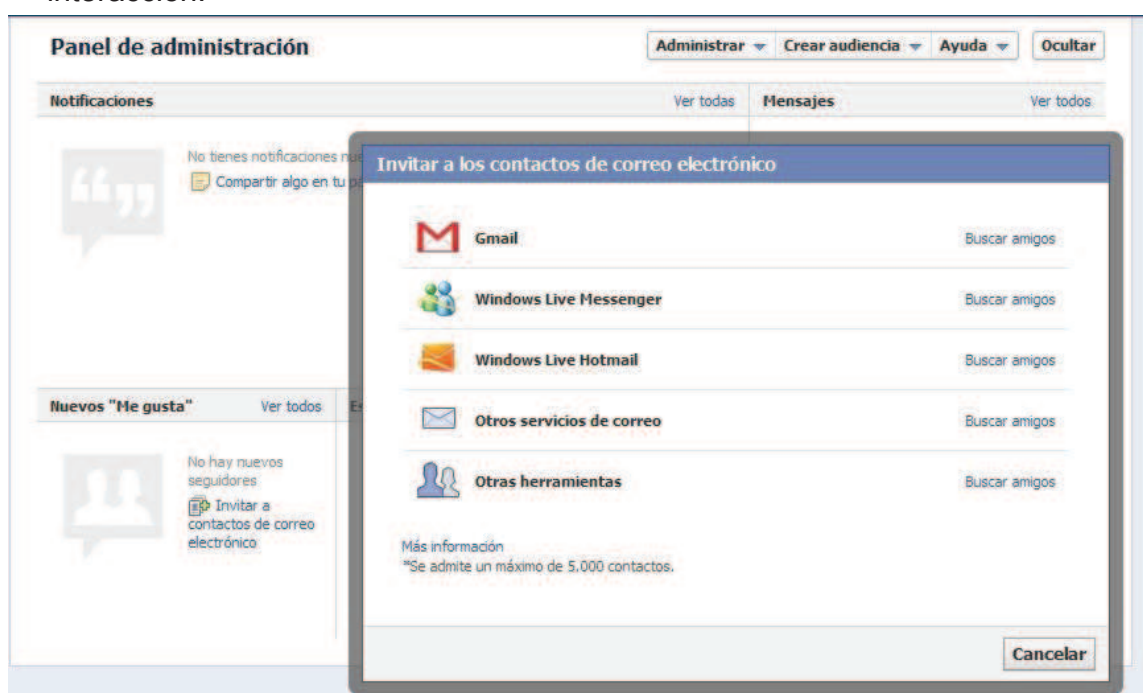 interacción.
Panel de administración
Administrar Crear audiencia Ayuda Ocultar
Notificaciones Ver todas Mensajes Ver todos
No tienes notificaciones
Compartir algo en tu
Invitar a los contactos de correo electrónico
Gmail Buscar amigos
Windows Live Messenger Buscar amigos
Windows Live Hotmail Buscar amigos
Otros servicios de correo Buscar amigos
Otras herramientas Buscar amigos
Más información
*Se admite un máximo de 5.000 contactos.
Cancelar
Nuevos "Me gusta" Ver todos
No hay nuevos
seguidores
Invitar a
contactos de correo
electrónico